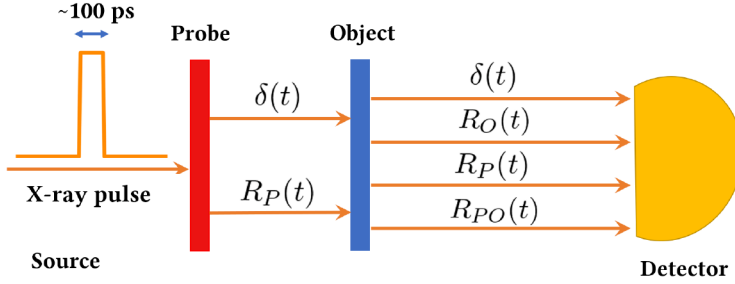 ~100 ps
Probe
Object
δ(t)
δ(t)
R_O(t)
R_P(t)
R_P(t)
R_PO(t)
X-ray pulse
Source
Detector